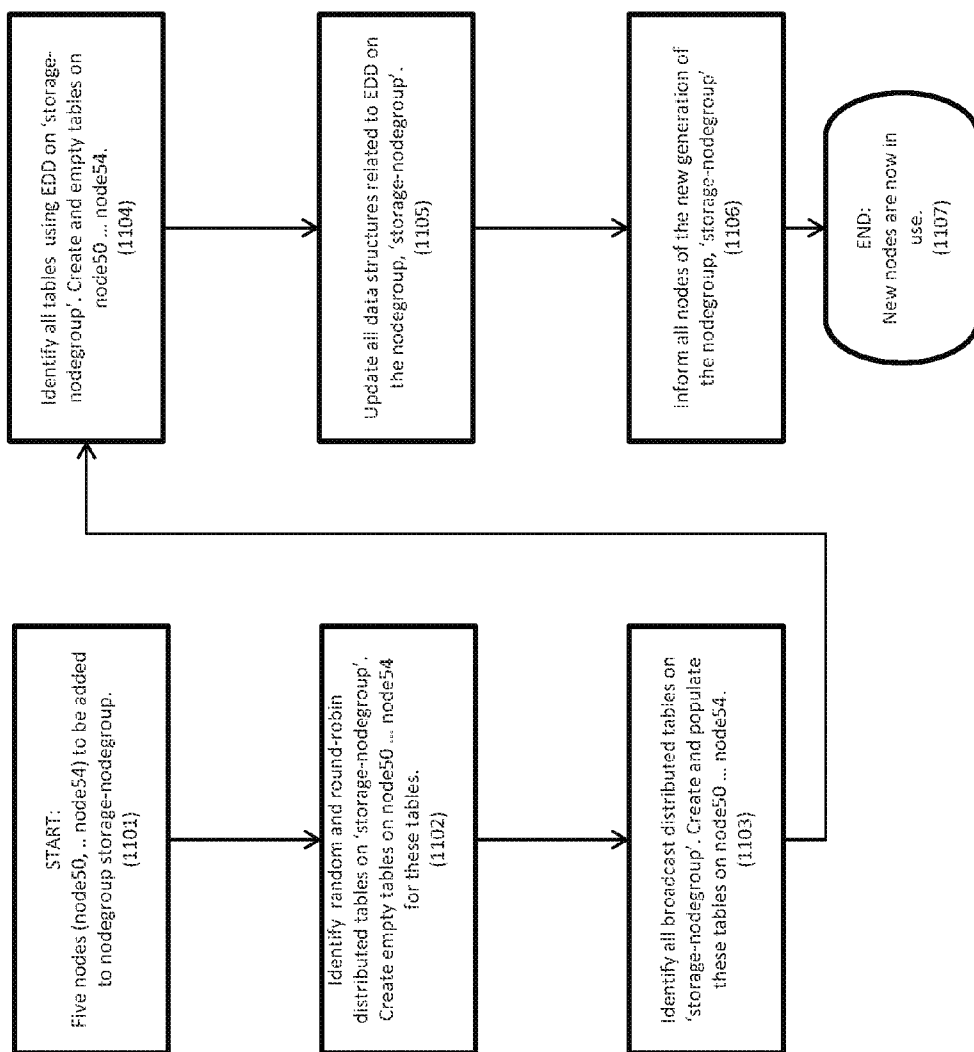 START:
Five nodes (node50, .. node54) to be added
to nodegroup storage-nodegroup.
(1101)
Identify random and round-robin
distributed tables on 'storage-nodegroup'.
Create empty tables on node50 ... node54
for these tables.
(1102)
Identify all broadcast distributed tables on
'storage-nodegroup'. Create and populate
these tables on node50 ... node54.
(1103)
Identify all tables using EDD on 'storage-
nodegroup'. Create and empty tables on
node50 ... node54.
(1104)
Update all data structures related to EDD on
the nodegroup, 'storage-nodegroup'.
(1105)
Inform all nodes of the new generation of
the nodegroup, 'storage-nodegroup'
(1106)
END:
New nodes are now in
use.
(1107)